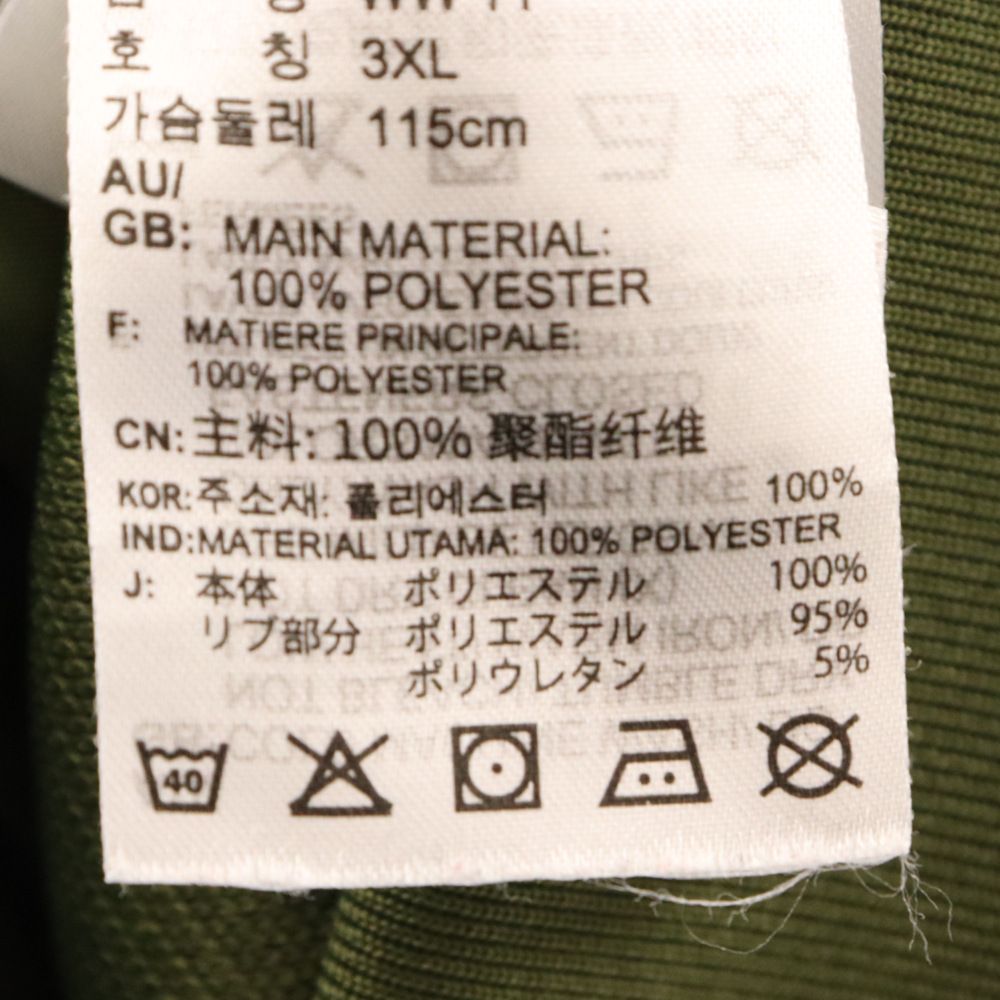 호 칭 3XL
가슴둘레 115cm
AU/
GB: MAIN MATERIAL:
100% POLYESTER
F: MATIERE PRINCIPALE:
100% POLYESTER
CN: 主料: 100% 聚酯纤维
KOR: 주소재: 폴리에스터 100%
IND: MATERIAL UTAMA: 100% POLYESTER
J: 本体 ポリエステル 100%
リブ部分 ポリエステル 95%
ポリウレタン 5%
40